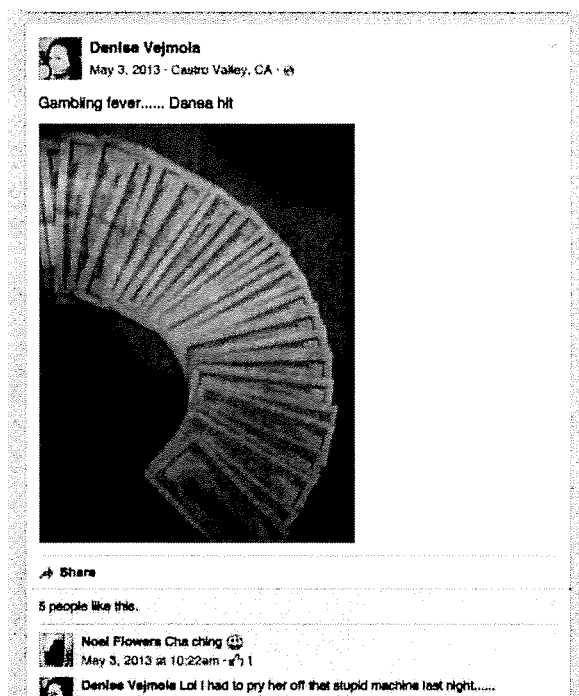 Denise Vejmola
May 3, 2013 · Castro Valley, CA ·
Gambling fever...... Danea hit
Share
5 people like this.
Noel Flowers Cha ching
May 3, 2013 at 10:22am · 1
Denise Vejmola Lol I had to pry her off that stupid machine last night......